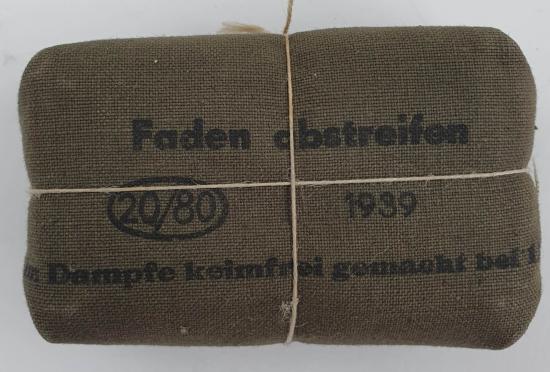 Faden abstreifen
20/80 1939
Dampfe keimfrei gemacht bei